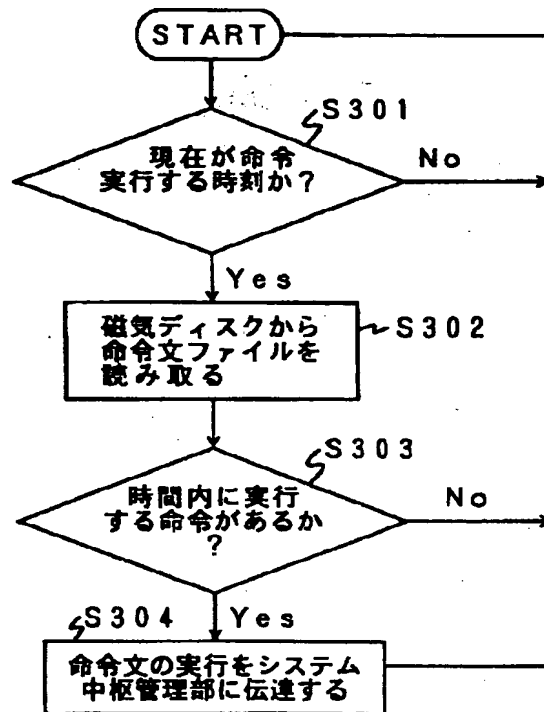 START
S301
現在が命令
実行する時刻か?
No
Yes
磁気ディスクから
命令文ファイルを
読み取る
S302
S303
時間内に実行
する命令があるか
?
No
S304
Yes
命令文の実行をシステム
中枢管理部に伝達する